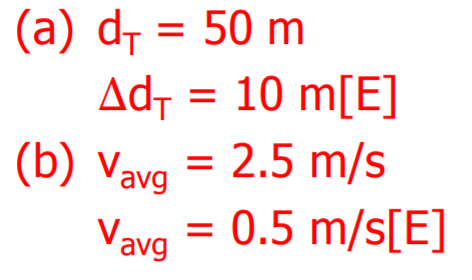 (a) d_T = 50 m
Δd_T = 10 m[E]
(b) v_avg = 2.5 m/s
v_avg = 0.5 m/s[E]